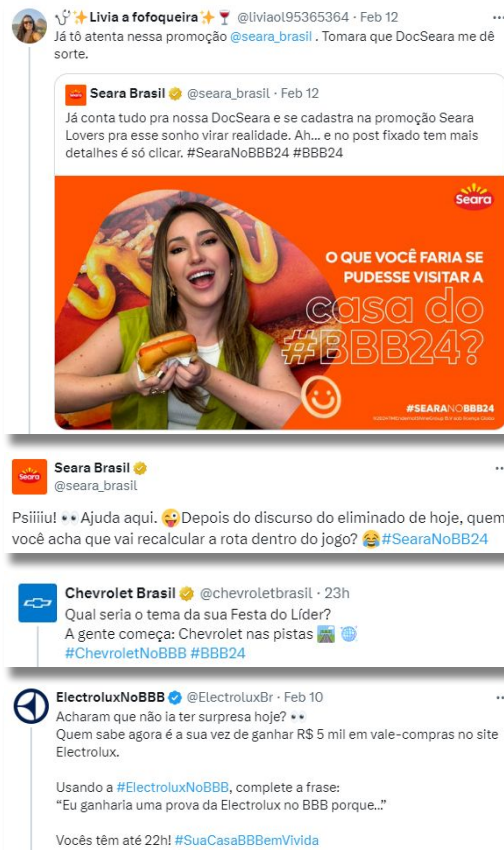 Livia a fofoqueira @liviaol95365364 · Feb 12
Já tô atenta nessa promoção @seara_brasil . Tomara que DocSeara me dê
sorte.
Seara Brasil @seara_brasil · Feb 12
Já conta tudo pra nossa DocSeara e se cadastra na promoção Seara
Lovers pra esse sonho virar realidade. Ah... e no post fixado tem mais
detalhes é só clicar. #SearaNoBBB24 #BBB24
Seara
O QUE VOCÊ FARIA SE
PUDESSE VISITAR A
casa do
#BBB24?
#SEARANOBBB24
Seara
Seara Brasil
@seara_brasil
Psiiiiu! 👀 Ajuda aqui. 😜Depois do discurso do eliminado de hoje, quem
você acha que vai recalcular a rota dentro do jogo? 😂#SearaNoBB24
Chevrolet Brasil @chevroletbrasil · 23h
Qual seria o tema da sua Festa do Líder?
A gente começa: Chevrolet nas pistas
#ChevroletNoBBB #BBB24
ElectroluxNoBBB @ElectroluxBr · Feb 10
Acharam que não ia ter surpresa hoje? 👀
Quem sabe agora é a sua vez de ganhar R$ 5 mil em vale-compras no site
Electrolux.
Usando a #ElectroluxNoBBB, complete a frase:
“Eu ganharia uma prova da Electrolux no BBB porque...”
Vocês têm até 22h! #SuaCasaBBBemVivida